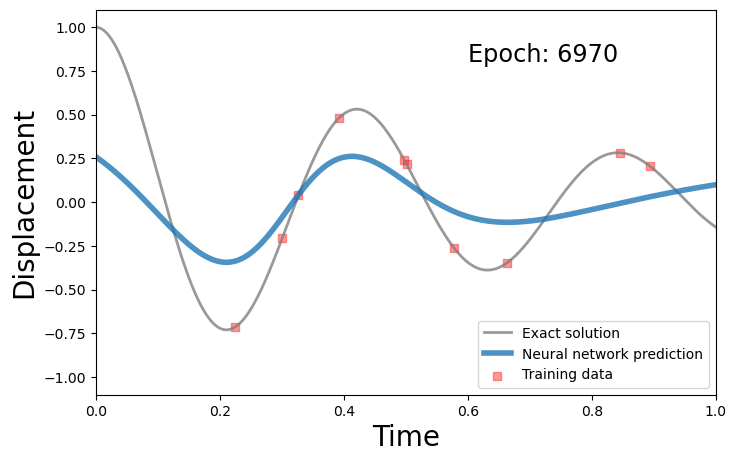 Epoch: 6970
1.00
0.75
0.50
0.25
0.00
−0.25
−0.50
−0.75
−1.00
Displacement
Exact solution
Neural network prediction
Training data
0.0 0.2 0.4 0.6 0.8 1.0
Time